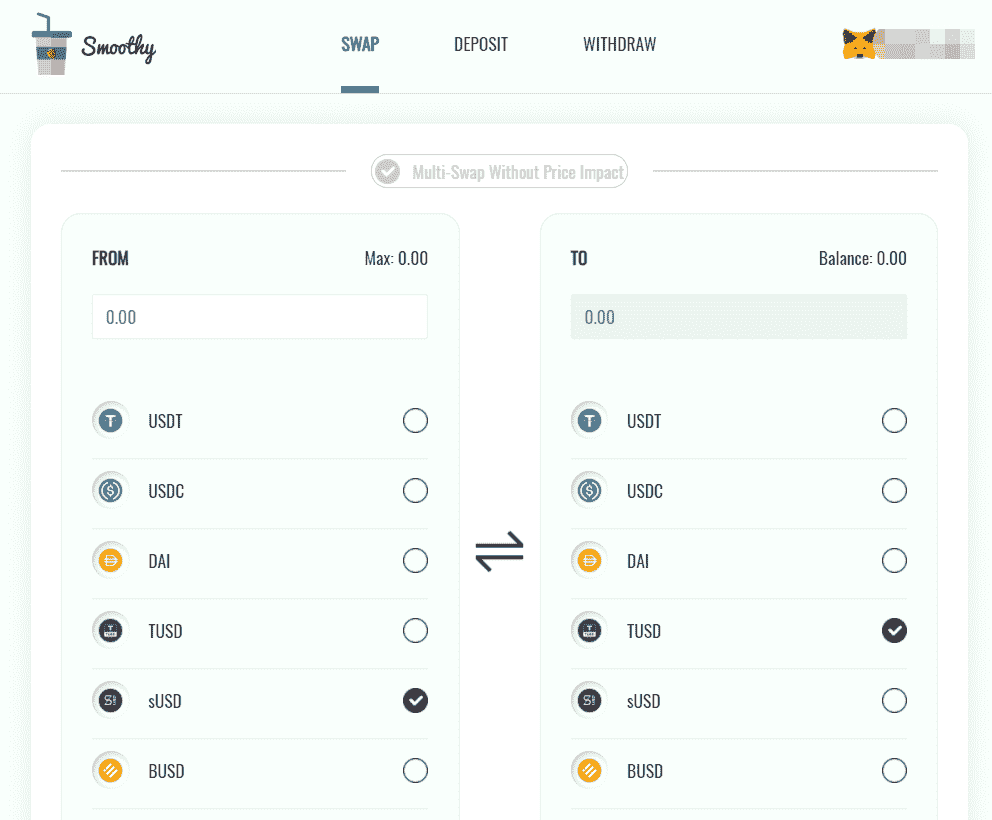 Smoothy
SWAP
DEPOSIT
WITHDRAW
Multi-Swap Without Price Impact
FROM
Max: 0.00
0.00
USDT
USDC
DAI
TUSD
sUSD
BUSD
TO
Balance: 0.00
0.00
USDT
USDC
DAI
TUSD
sUSD
BUSD